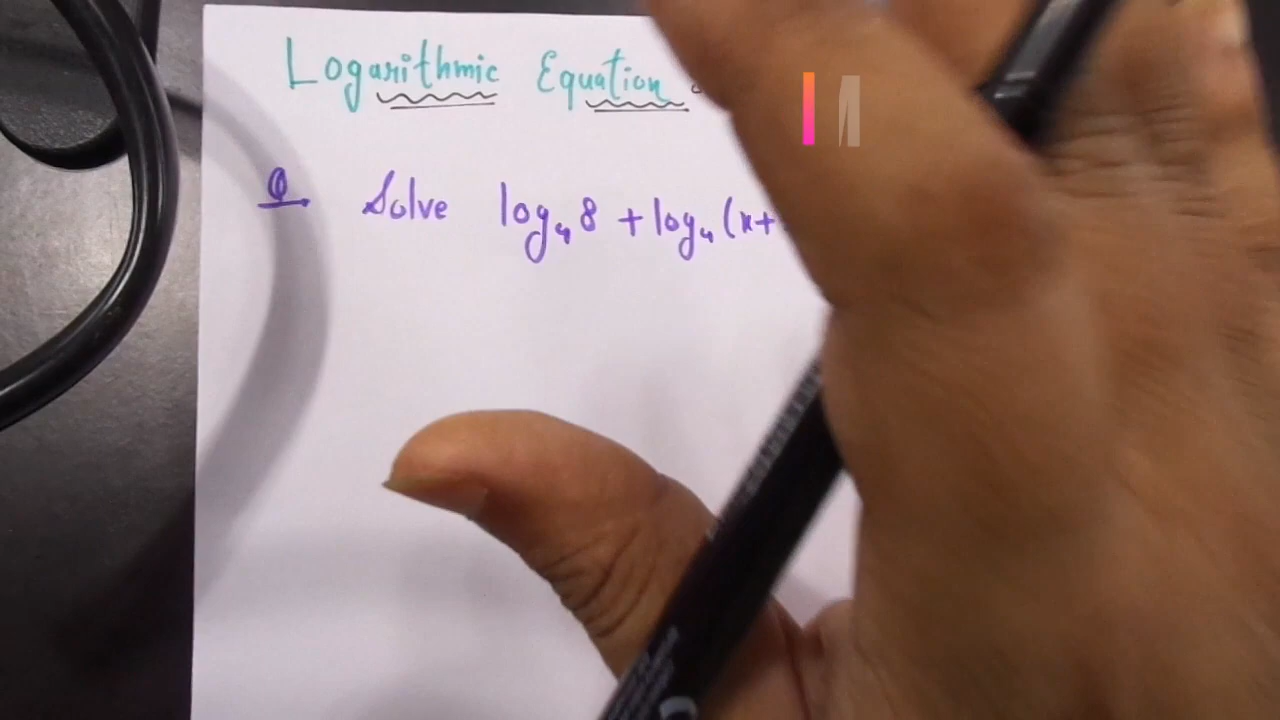 Logarithmic Equation
Q Solve log₄ 8 + log₄ (x+